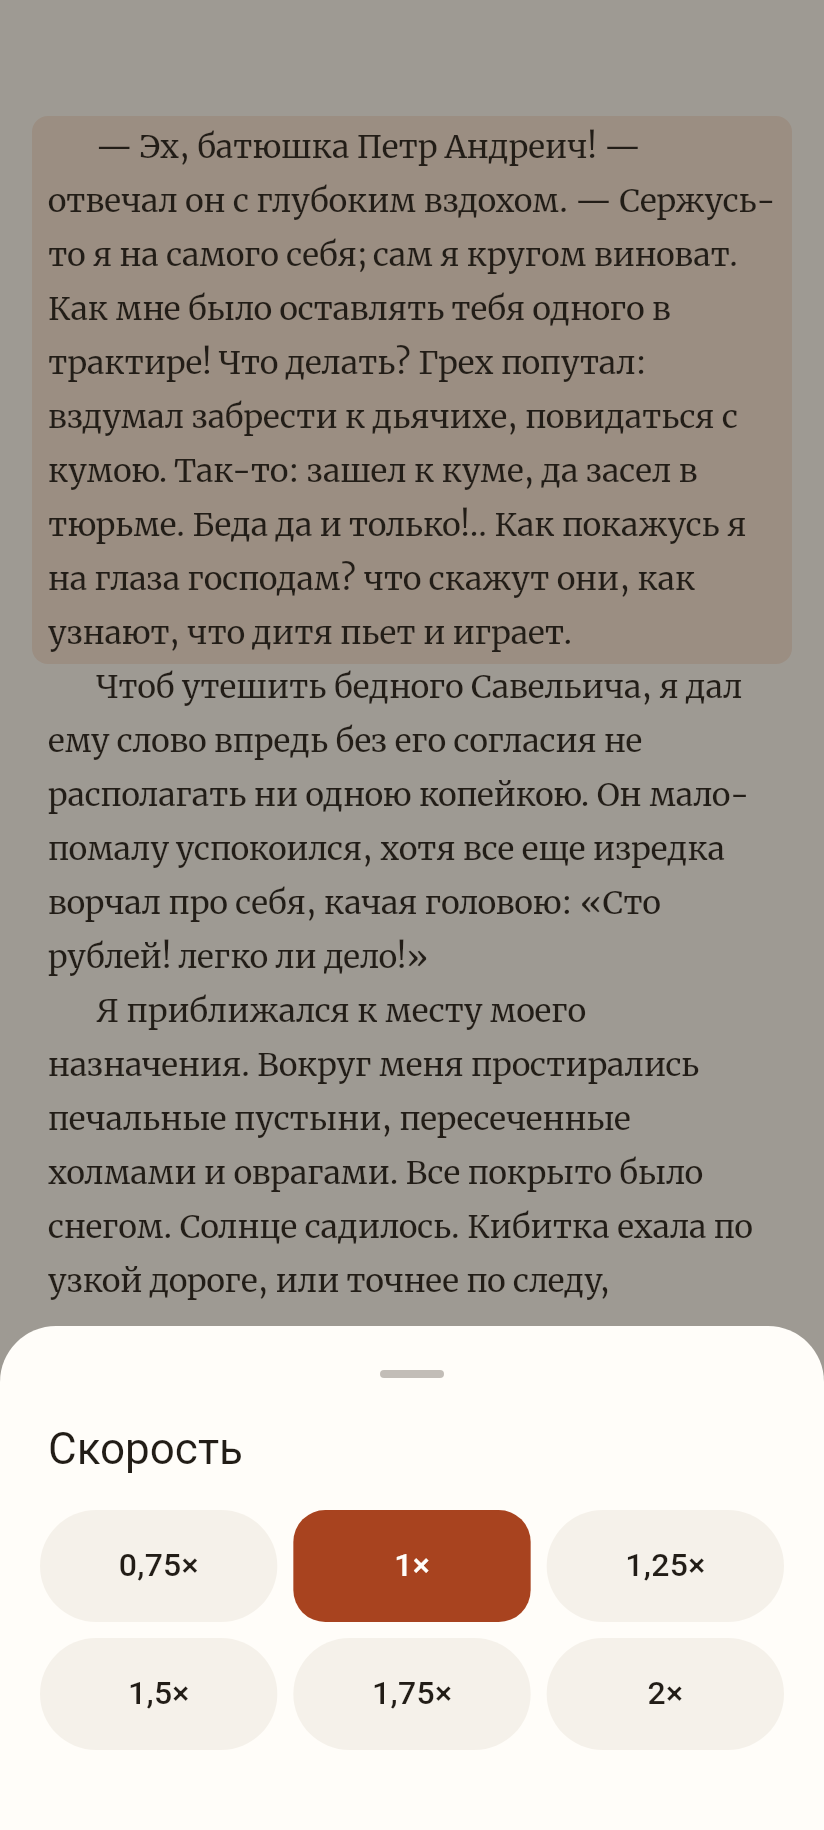 — Эх, батюшка Петр Андреич! —
отвечал он с глубоким вздохом. — Сержусь-
то я на самого себя; сам я кругом виноват.
Как мне было оставлять тебя одного в
трактире! Что делать? Грех попутал:
вздумал забрести к дьячихе, повидаться с
кумою. Так-то: зашел к куме, да засел в
тюрьме. Беда да и только!.. Как покажусь я
на глаза господам? что скажут они, как
узнают, что дитя пьет и играет.
Чтоб утешить бедного Савельича, я дал
ему слово впредь без его согласия не
располагать ни одною копейкою. Он мало-
помалу успокоился, хотя все еще изредка
ворчал про себя, качая головою: «Сто
рублей! легко ли дело!»
Я приближался к месту моего
назначения. Вокруг меня простирались
печальные пустыни, пересеченные
холмами и оврагами. Все покрыто было
снегом. Солнце садилось. Кибитка ехала по
узкой дороге, или точнее по следу,
Скорость
0,75× 1× 1,25×
1,5× 1,75× 2×